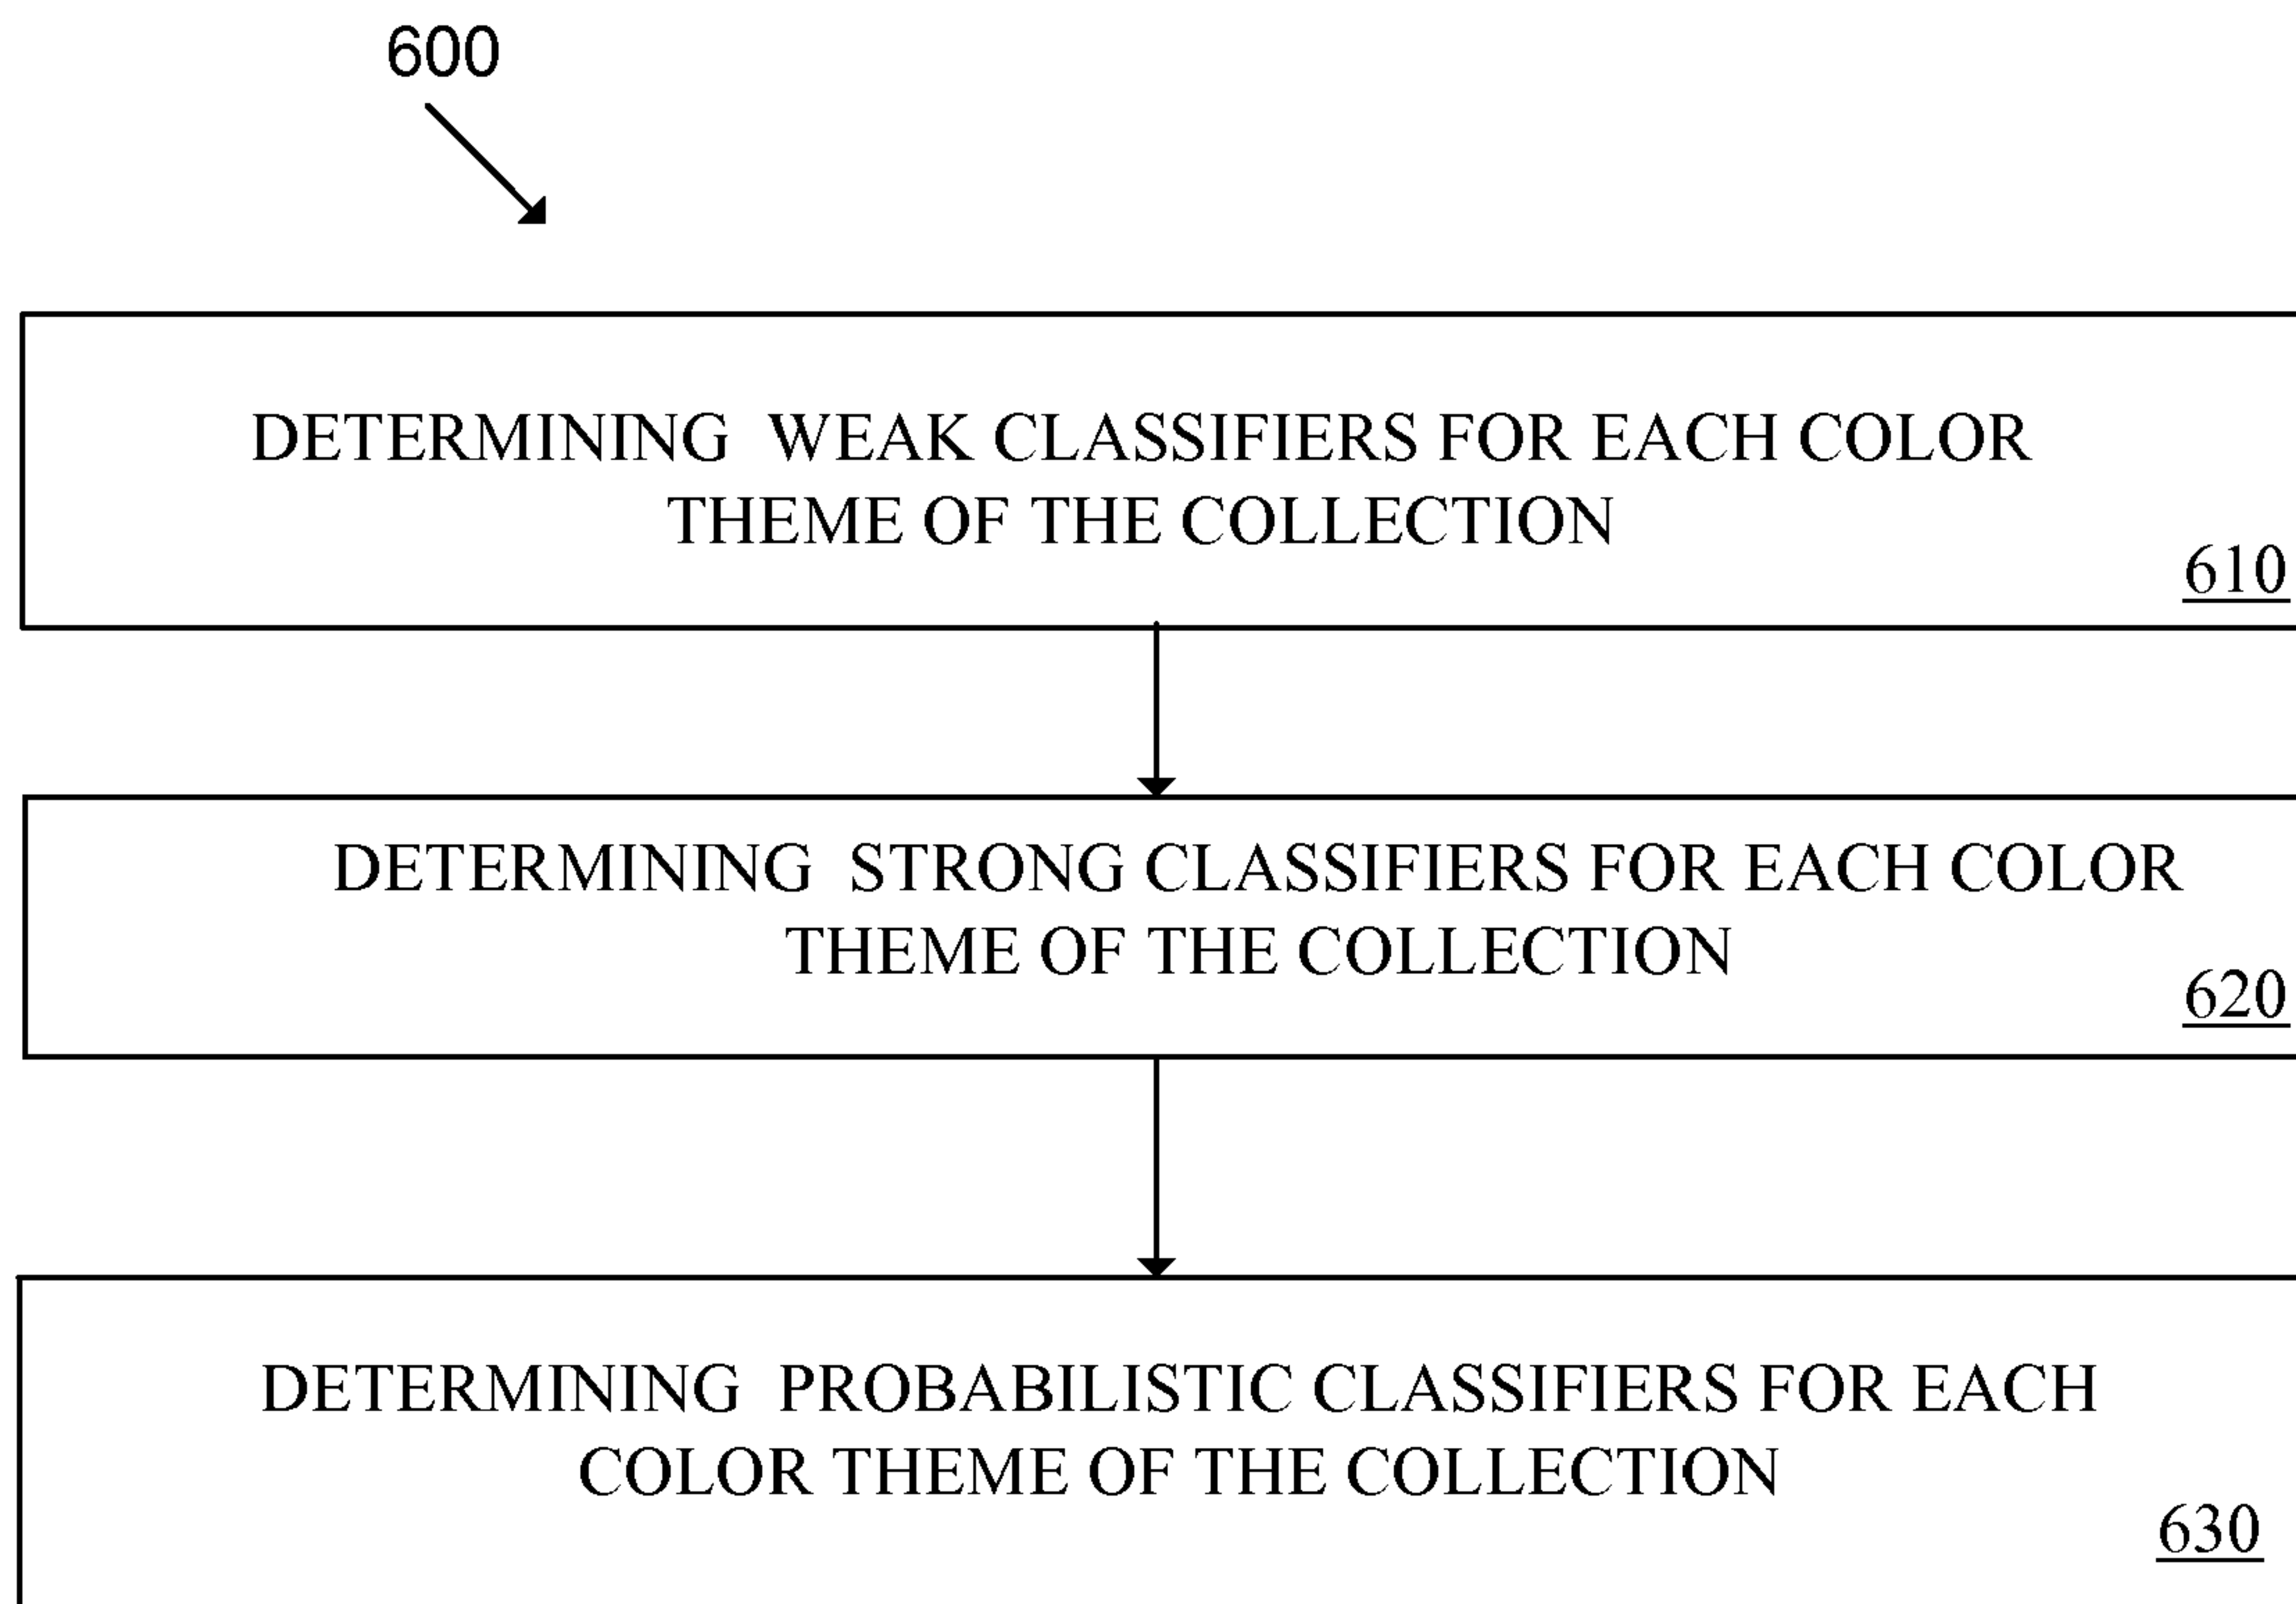 600
DETERMINING WEAK CLASSIFIERS FOR EACH COLOR
THEME OF THE COLLECTION
610
DETERMINING STRONG CLASSIFIERS FOR EACH COLOR
THEME OF THE COLLECTION
620
DETERMINING PROBABILISTIC CLASSIFIERS FOR EACH
COLOR THEME OF THE COLLECTION
630